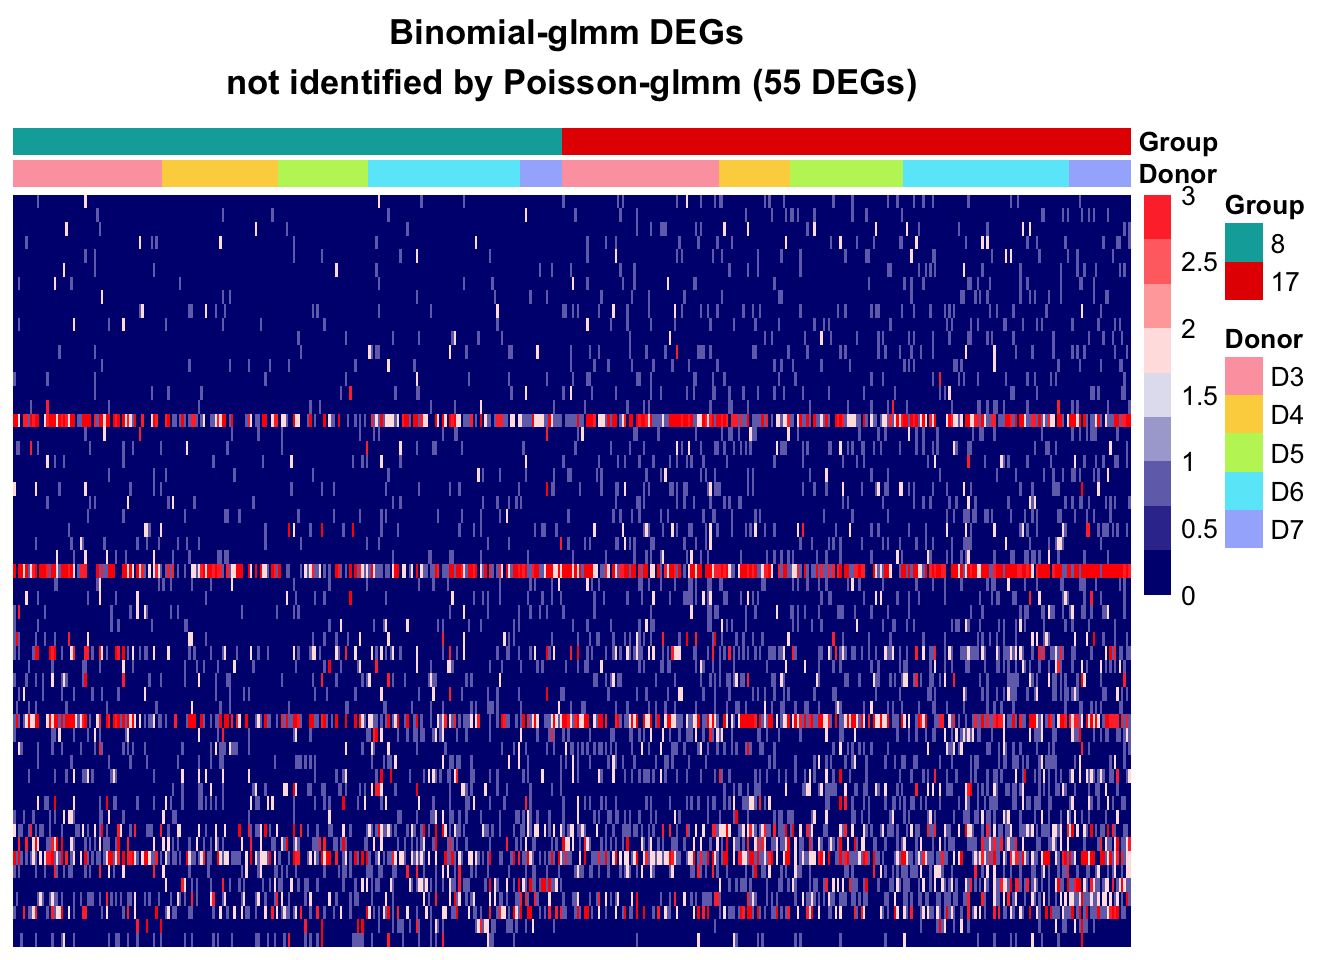 Binomial-glmm DEGs
not identified by Poisson-glmm (55 DEGs)
Group
Donor
3
2.5
2
1.5
1
0.5
0
Group
8
17
Donor
D3
D4
D5
D6
D7